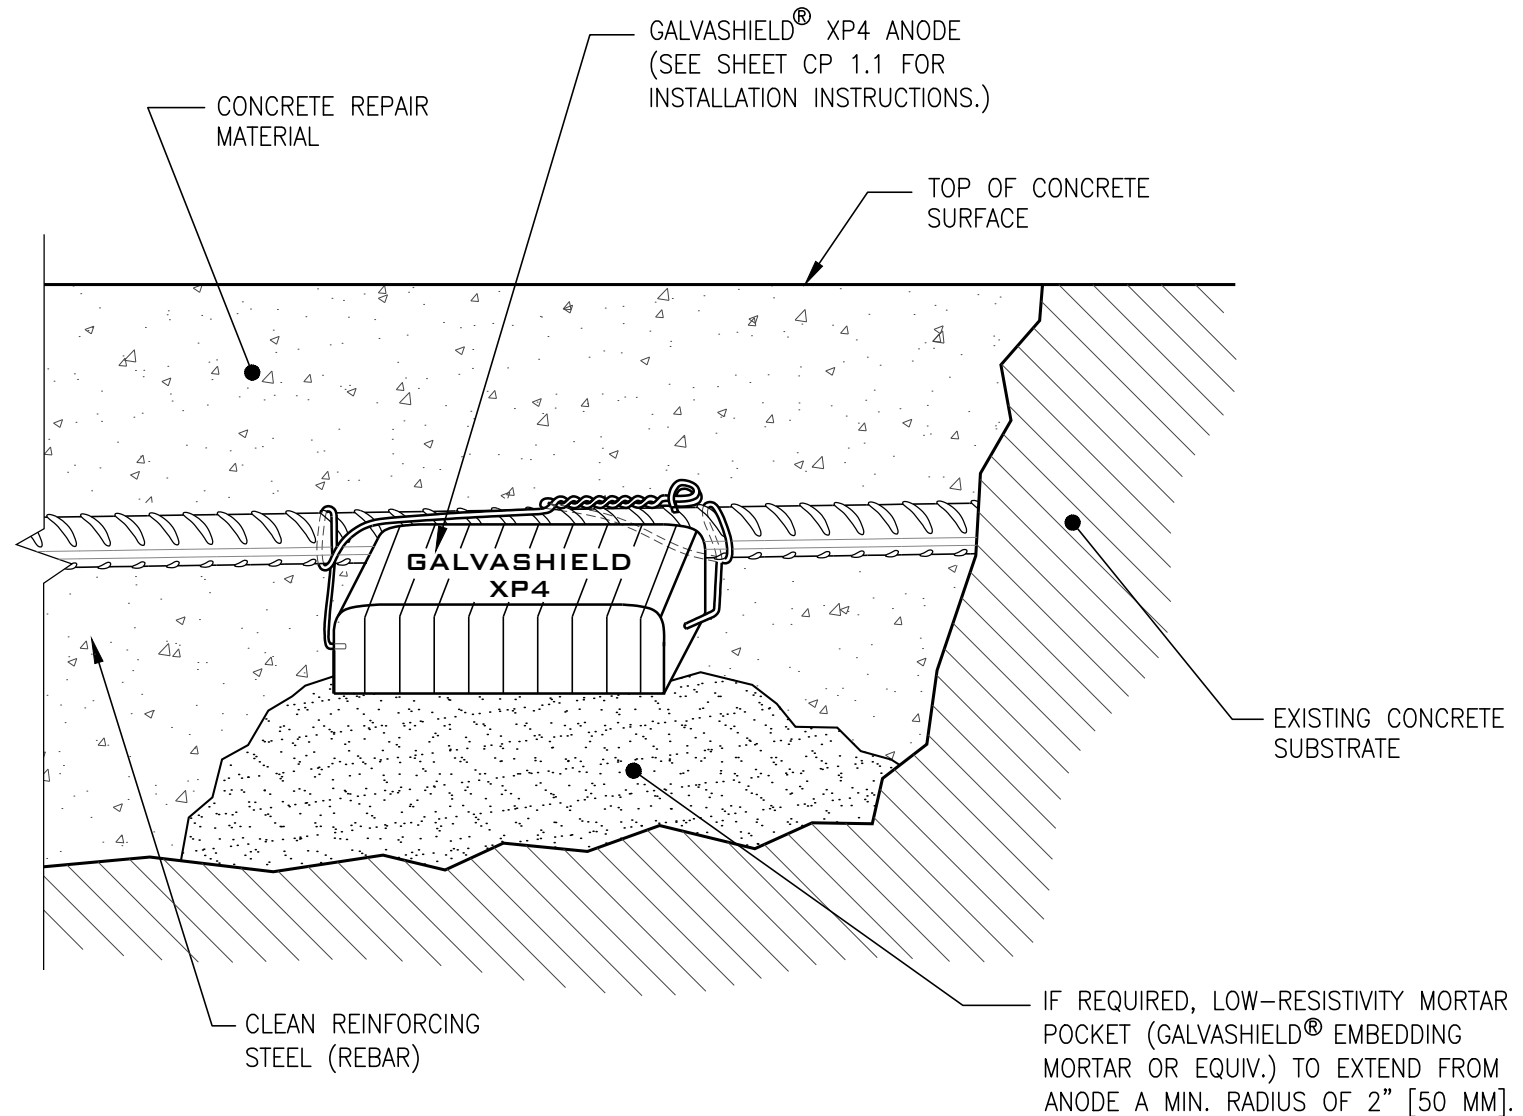 GALVASHIELD® XP4 ANODE
(SEE SHEET CP 1.1 FOR
INSTALLATION INSTRUCTIONS.)
CONCRETE REPAIR
MATERIAL
TOP OF CONCRETE
SURFACE
GALVASHIELD
XP4
EXISTING CONCRETE
SUBSTRATE
CLEAN REINFORCING
STEEL (REBAR)
IF REQUIRED, LOW-RESISTIVITY MORTAR
POCKET (GALVASHIELD® EMBEDDING
MORTAR OR EQUIV.) TO EXTEND FROM
ANODE A MIN. RADIUS OF 2" [50 MM].